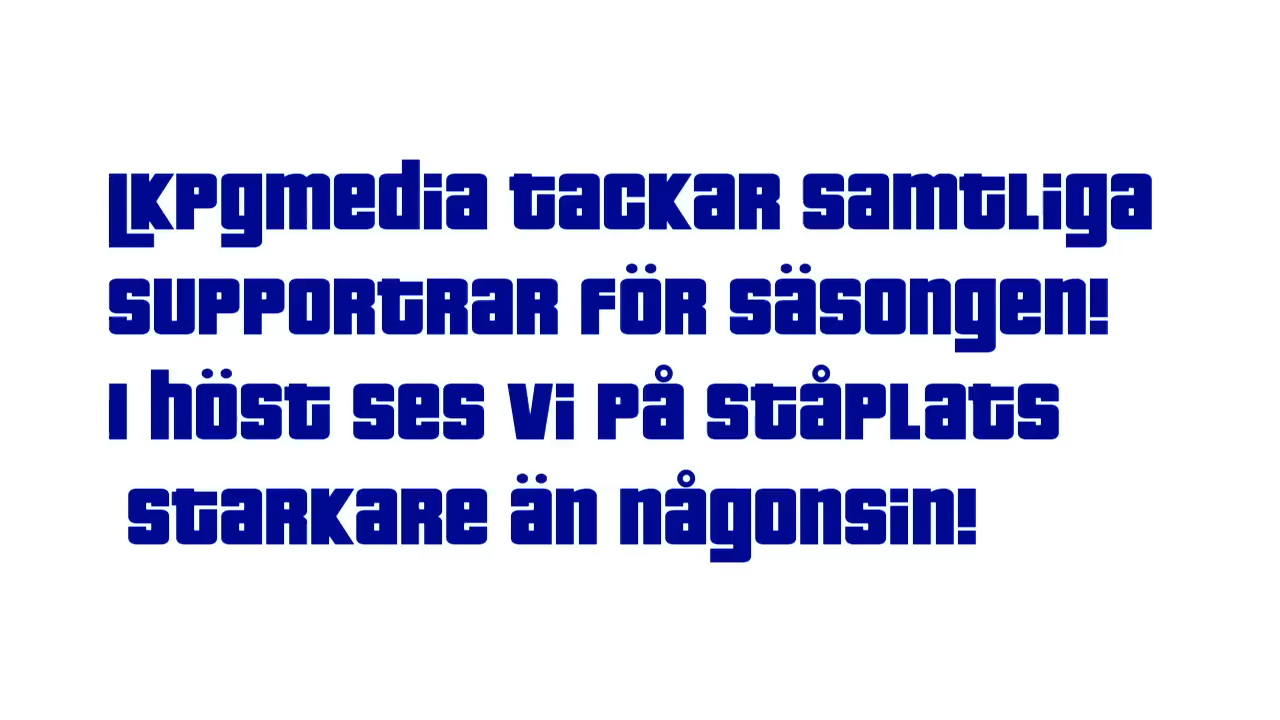 Lkpgmedia tackar samtliga
supportrar för säsongen!
I höst ses vi på ståplats
starkare än någonsin!